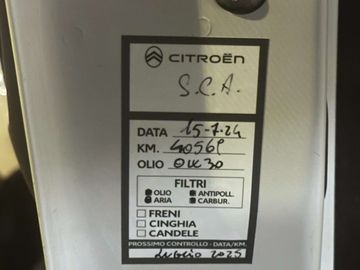 CITROËN
S.C.A.
DATA 15-7-24
KM. 40569
OLIO 0W30
FILTRI
OLIO ANTIPOLL.
ARIA CARBUR.
FRENI
CINGHIA
CANDELE
PROSSIMO CONTROLLO - DATA/KM.
LUGLIO 2025